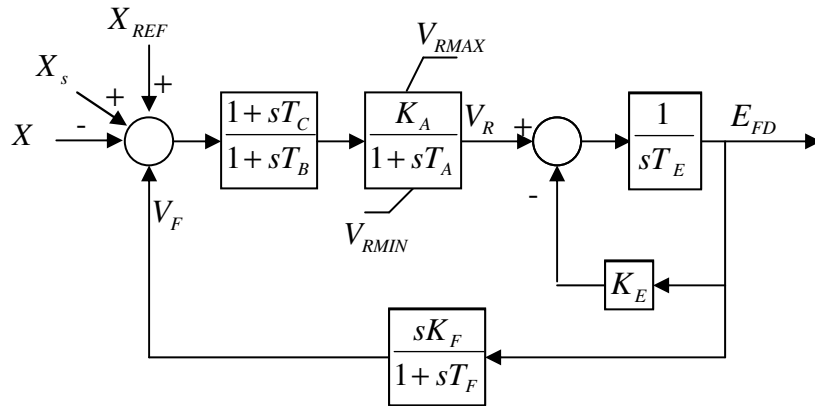 X_REF
V_RMAX
X_s
+
+
X
-
1 + sT_C
1 + sT_B
K_A
1 + sT_A
V_R
+
1
sT_E
E_FD
-
V_F
V_RMIN
K_E
sK_F
1 + sT_F